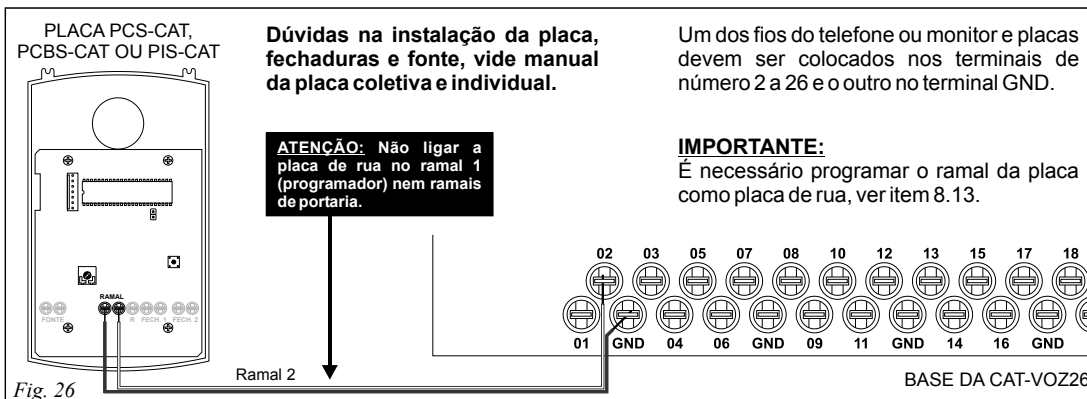 PLACA PCS-CAT,
PCBS-CAT OU PIS-CAT
Dúvidas na instalação da placa,
fechaduras e fonte, vide manual
da placa coletiva e individual.
Um dos fios do telefone ou monitor e placas
devem ser colocados nos terminais de
número 2 a 26 e o outro no terminal GND.
ATENÇÃO: Não ligar a
placa de rua no ramal 1
(programador) nem ramais
de portaria.
IMPORTANTE:
É necessário programar o ramal da placa
como placa de rua, ver item 8.13.
02 03 05 07 08 10 12 13 15 17 18
RAMAL
FONTE R FECH. 1 FECH. 2
01 GND 04 06 GND 09 11 GND 14 16 GND
Ramal 2
BASE DA CAT-VOZ26
Fig. 26